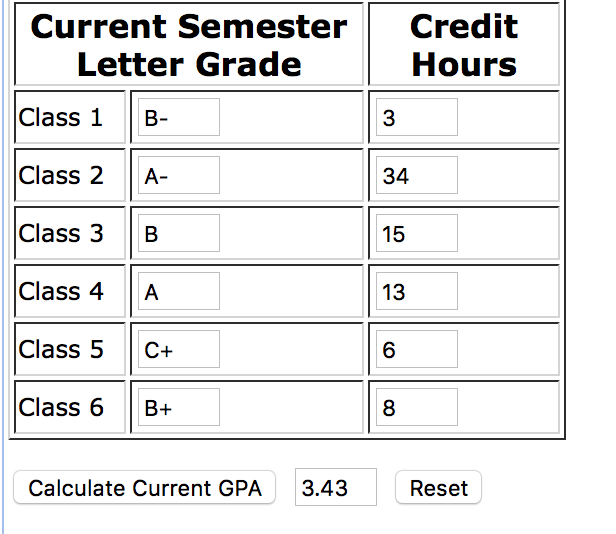 Current Semester Credit
Letter Grade Hours
Class 1 B- 3
Class 2 A- 34
Class 3 B 15
Class 4 A 13
Class 5 C+ 6
Class 6 B+ 8
Calculate Current GPA 3.43 Reset